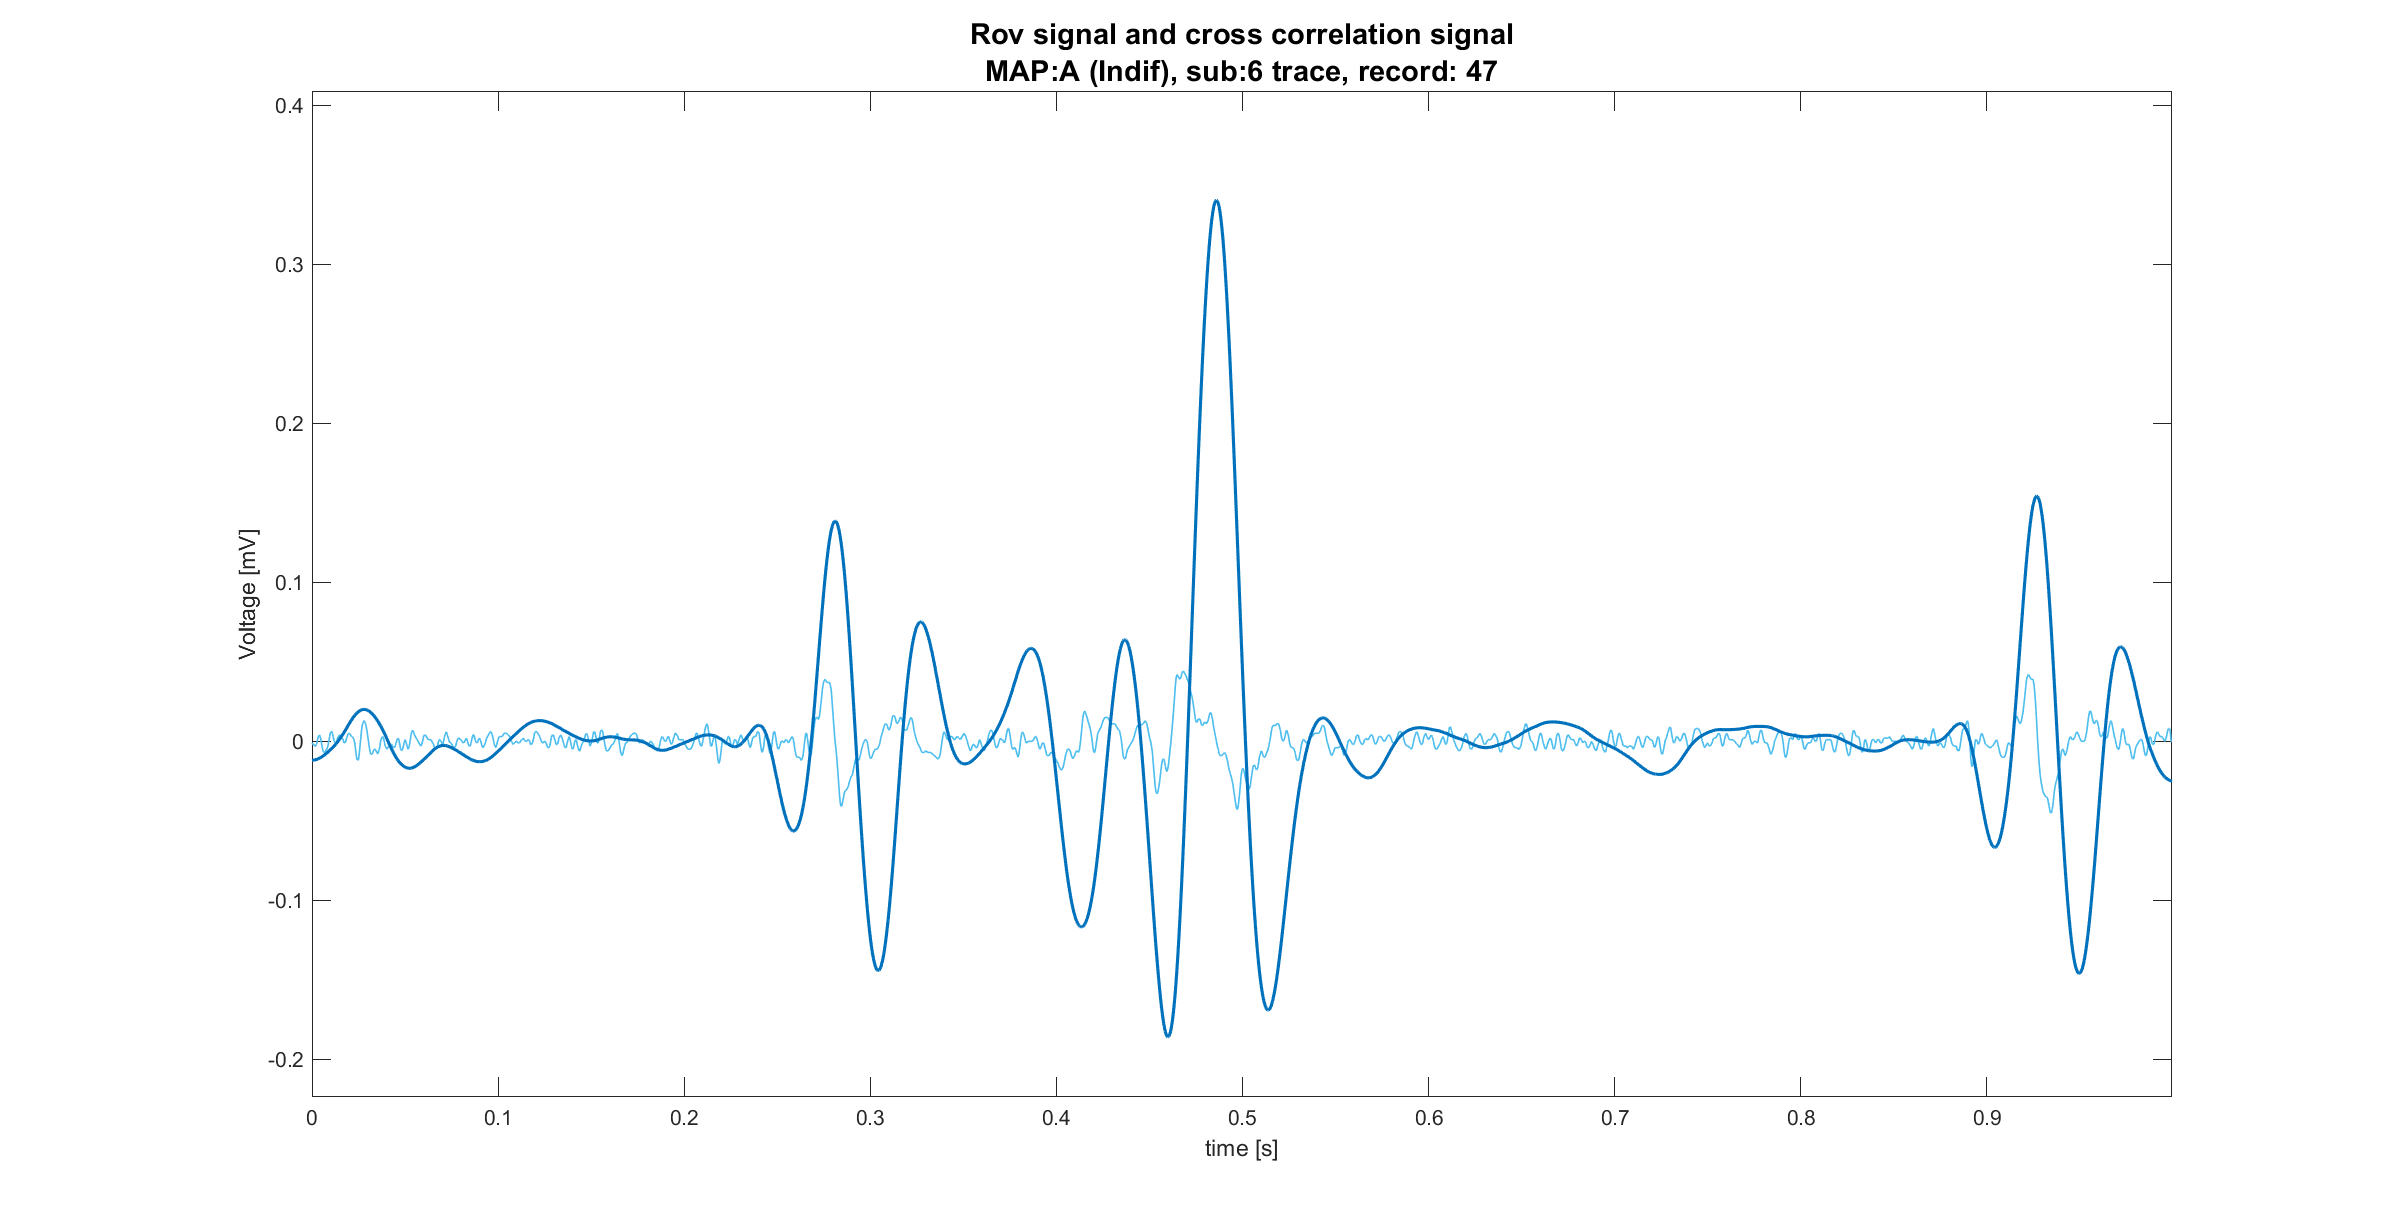 Rov signal and cross correlation signal
MAP:A (Indif), sub:6 trace, record: 47
0.4
0.3
0.2
0.1
0
-0.1
-0.2
Voltage [mV]
0 0.1 0.2 0.3 0.4 0.5 0.6 0.7 0.8 0.9
time [s]